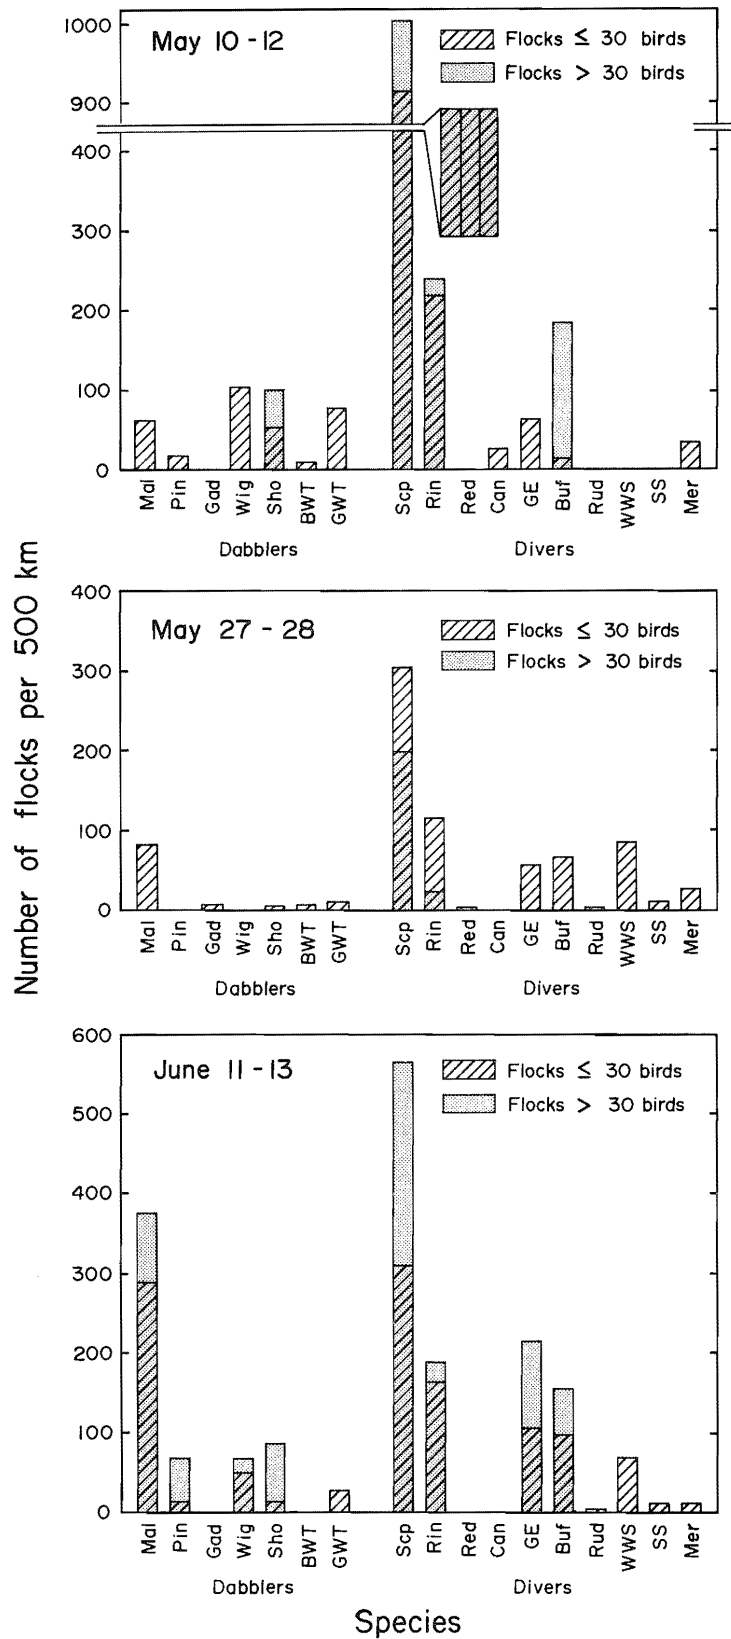 Number of flocks per 500 km
May 10-12
Flocks ≤ 30 birds
Flocks > 30 birds
1000
900
400
300
200
100
0
Mal Pin Gad Wig Sho BWT GWT Scp Rin Red Can GE Buf Rud WWS SS Mer
Dabblers Divers
May 27-28
Flocks ≤ 30 birds
Flocks > 30 birds
400
300
200
100
0
Mal Pin Gad Wig Sho BWT GWT Scp Rin Red Can GE Buf Rud WWS SS Mer
Dabblers Divers
June 11-13
Flocks ≤ 30 birds
Flocks > 30 birds
600
500
400
300
200
100
0
Mal Pin Gad Wig Sho BWT GWT Scp Rin Red Can GE Buf Rud WWS SS Mer
Dabblers Divers
Species